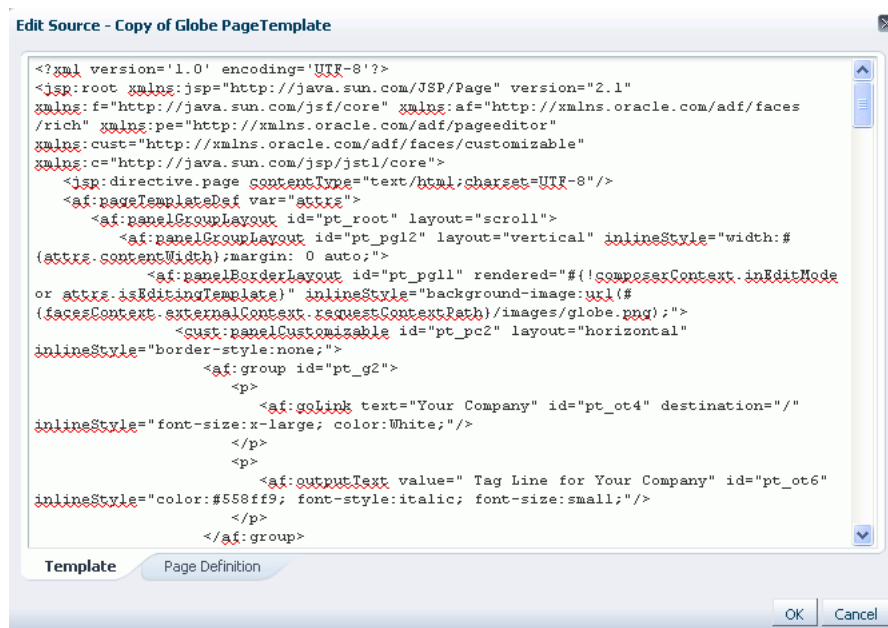 Edit Source - Copy of Globe PageTemplate
<?xml version='1.0' encoding='UTF-8'?>
<jsp:root xmlns:jsp="http://java.sun.com/JSP/Page" version="2.1"
xmlns:f="http://java.sun.com/jsf/core" xmlns:af="http://xmlns.oracle.com/adf/faces
/rich" xmlns:pe="http://xmlns.oracle.com/adf/pageeditor"
xmlns:cust="http://xmlns.oracle.com/adf/faces/customizable"
xmlns:c="http://java.sun.com/jsp/jstl/core">
<jsp:directive.page contentType="text/html;charset=UTF-8"/>
<af:pageTemplateDef var="attrs">
<af:panelGroupLayout id="pt_root" layout="scroll">
<af:panelGroupLayout id="pt_pgl2" layout="vertical" inlineStyle="width:#
{attrs.contentWidth};margin: 0 auto;">
<af:panelBorderLayout id="pt_pgl1" rendered="#{!composerContext.inEditMode
or attrs.isEditingTemplate}" inlineStyle="background-image:url(#
{facesContext.externalContext.requestContextPath}/images/globe.png);">
<cust:panelCustomizable id="pt_pc2" layout="horizontal"
inlineStyle="border-style:none;">
<af:group id="pt_g2">
<p>
<af:goLink text="Your Company" id="pt_ot4" destination="/"
inlineStyle="font-size:x-large; color:White;"/>
</p>
<p>
<af:outputText value=" Tag Line for Your Company" id="pt_ot6"
inlineStyle="color:#558ff9; font-style:italic; font-size:small;"/>
</p>
</af:group>
Template Page Definition
OK Cancel